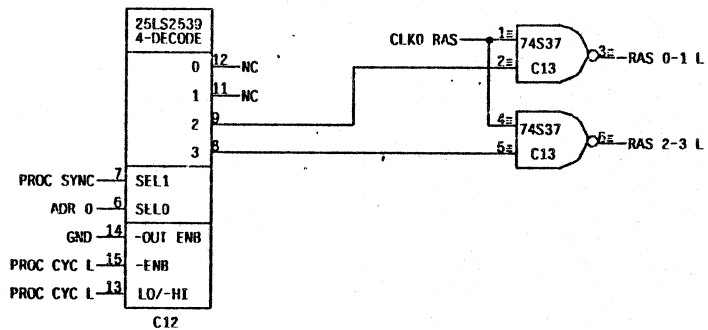 25LS2539
4-DECODE
0 12 NC
1 11 NC
2 9
3 8
PROC SYNC 7 SEL1
ADR 0 6 SEL0
GND 14 -OUT ENB
PROC CYC L 15 -ENB
PROC CYC L 13 LO/-HI
C12
CLK0 RAS 1 74S37 3 RAS 0-1 L
2 C13
4 74S37 6 RAS 2-3 L
5 C13